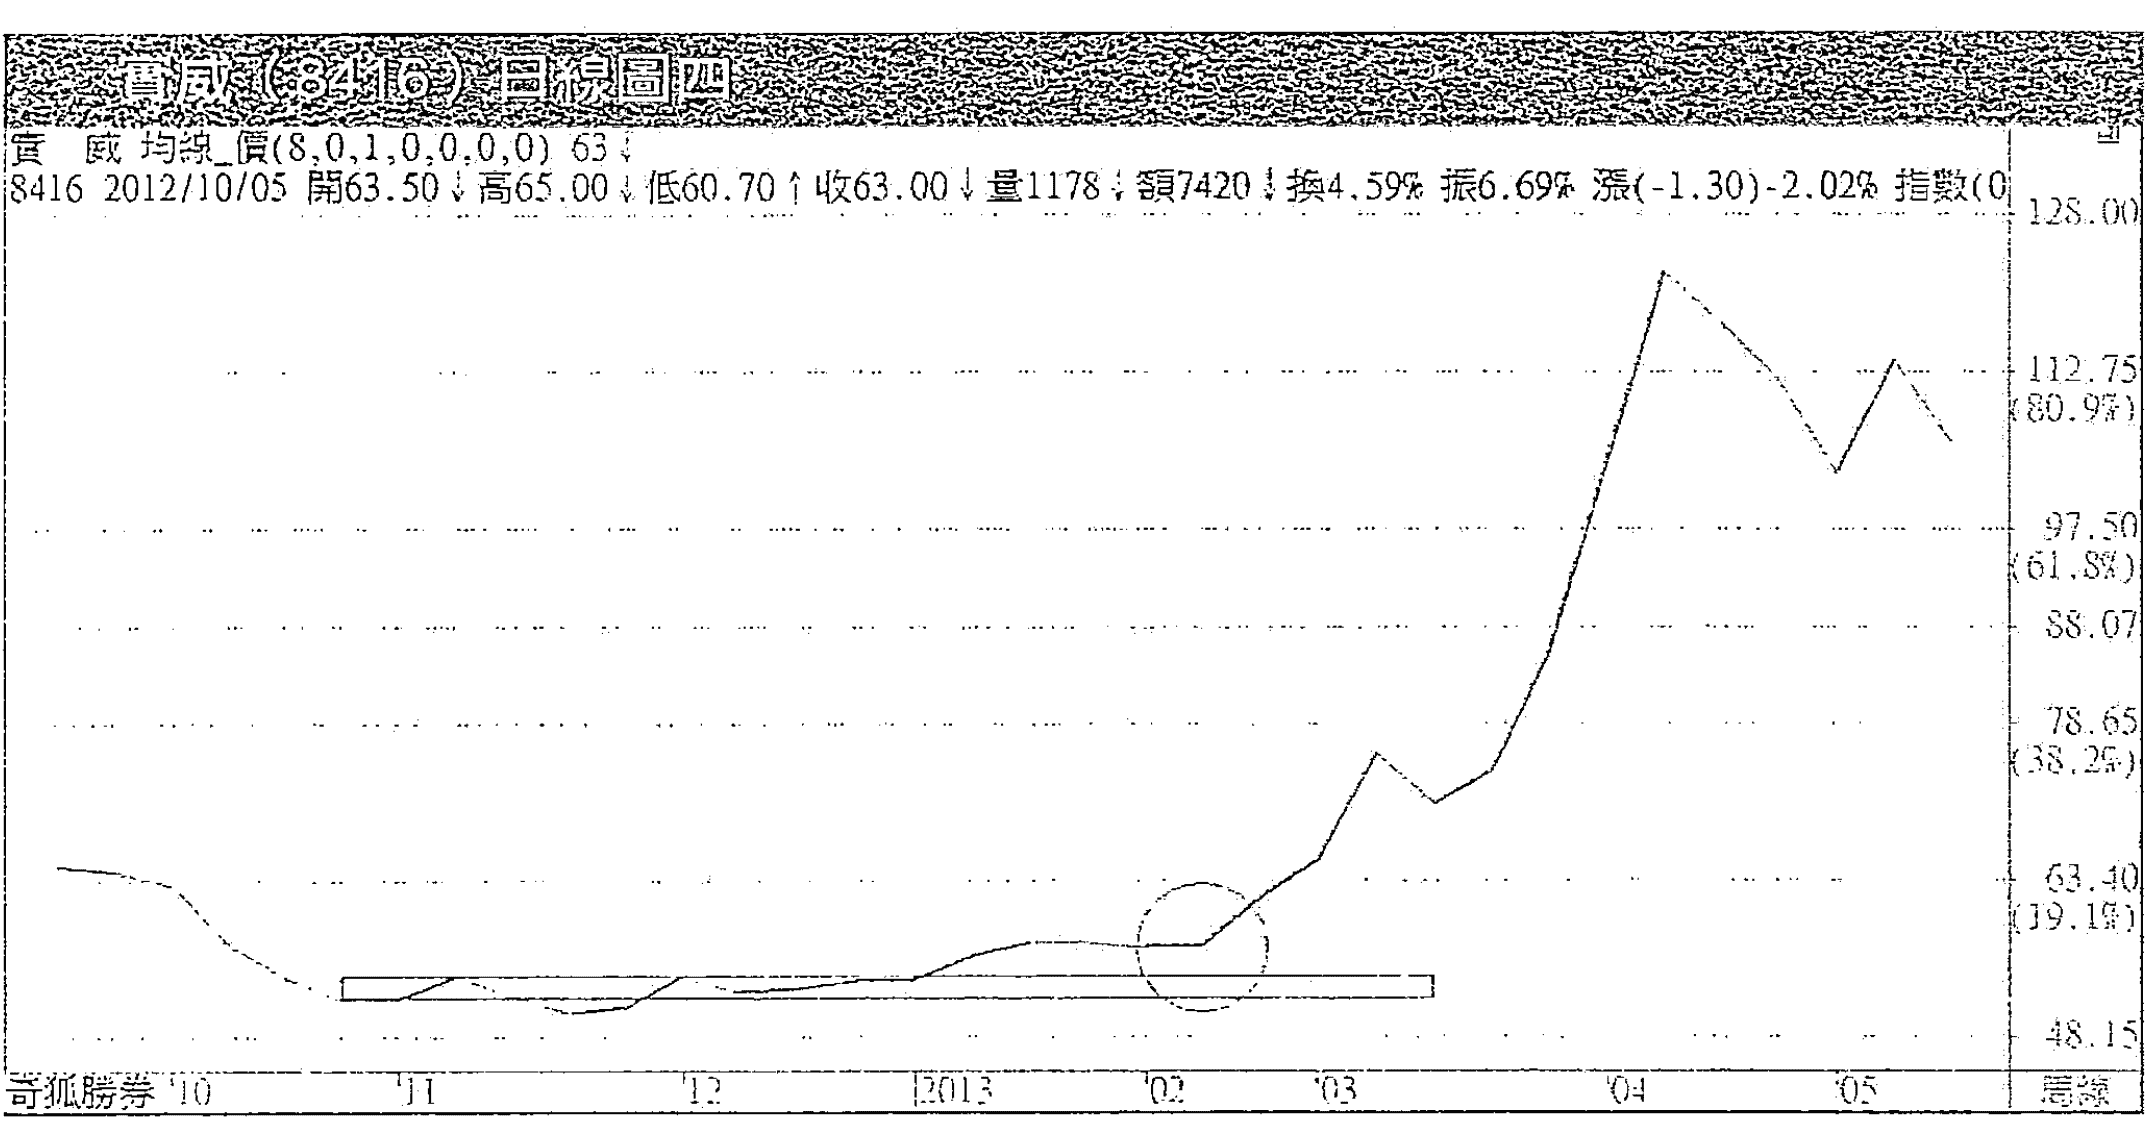 實威（8416）日線圖四
實 威 均線_價(8,0,1,0,0,0,0) 63↓
8416 2012/10/05 開63.50↓高65.00↓低60.70↑收63.00↓量1178↓額7420↓換4.59% 振6.69% 漲(-1.30)-2.02% 指數(0
128.00
112.75
(80.9%)
97.50
(61.8%)
88.07
78.65
(38.2%)
63.40
(19.1%)
48.15
奇狐勝券 '10 '11 '12 2013 '02 '03 '04 '05 周線